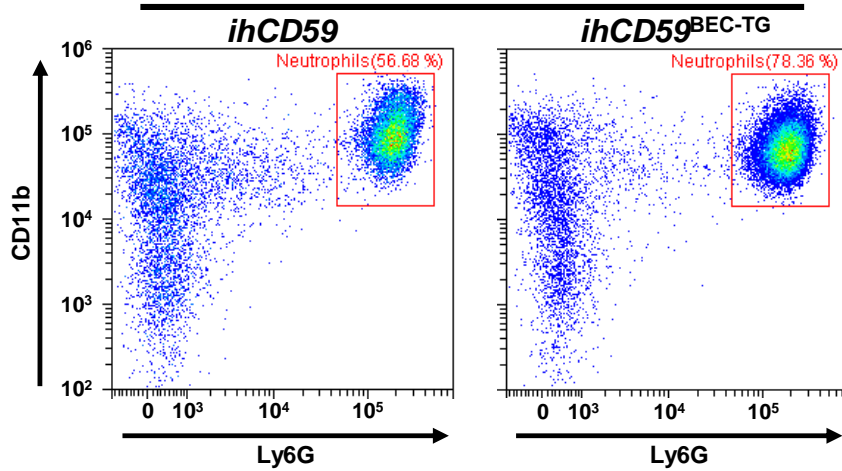 ihCD59
ihCD59BEC-TG
Neutrophils(56.68 %)
Neutrophils(78.36 %)
10⁶
10⁵
10⁴
10³
10²
CD11b
0 10³ 10⁴ 10⁵
0 10³ 10⁴ 10⁵
Ly6G
Ly6G